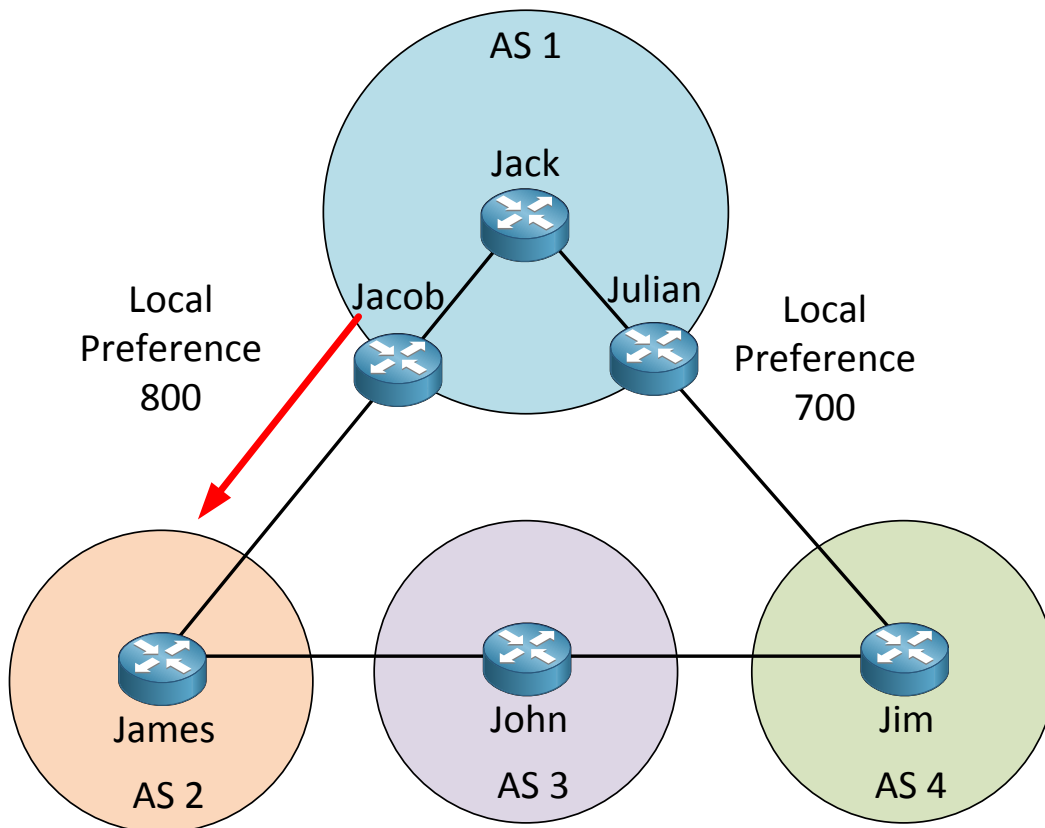 AS 1
Jack
Jacob
Julian
Local
Preference
800
Local
Preference
700
James
John
Jim
AS 2
AS 3
AS 4